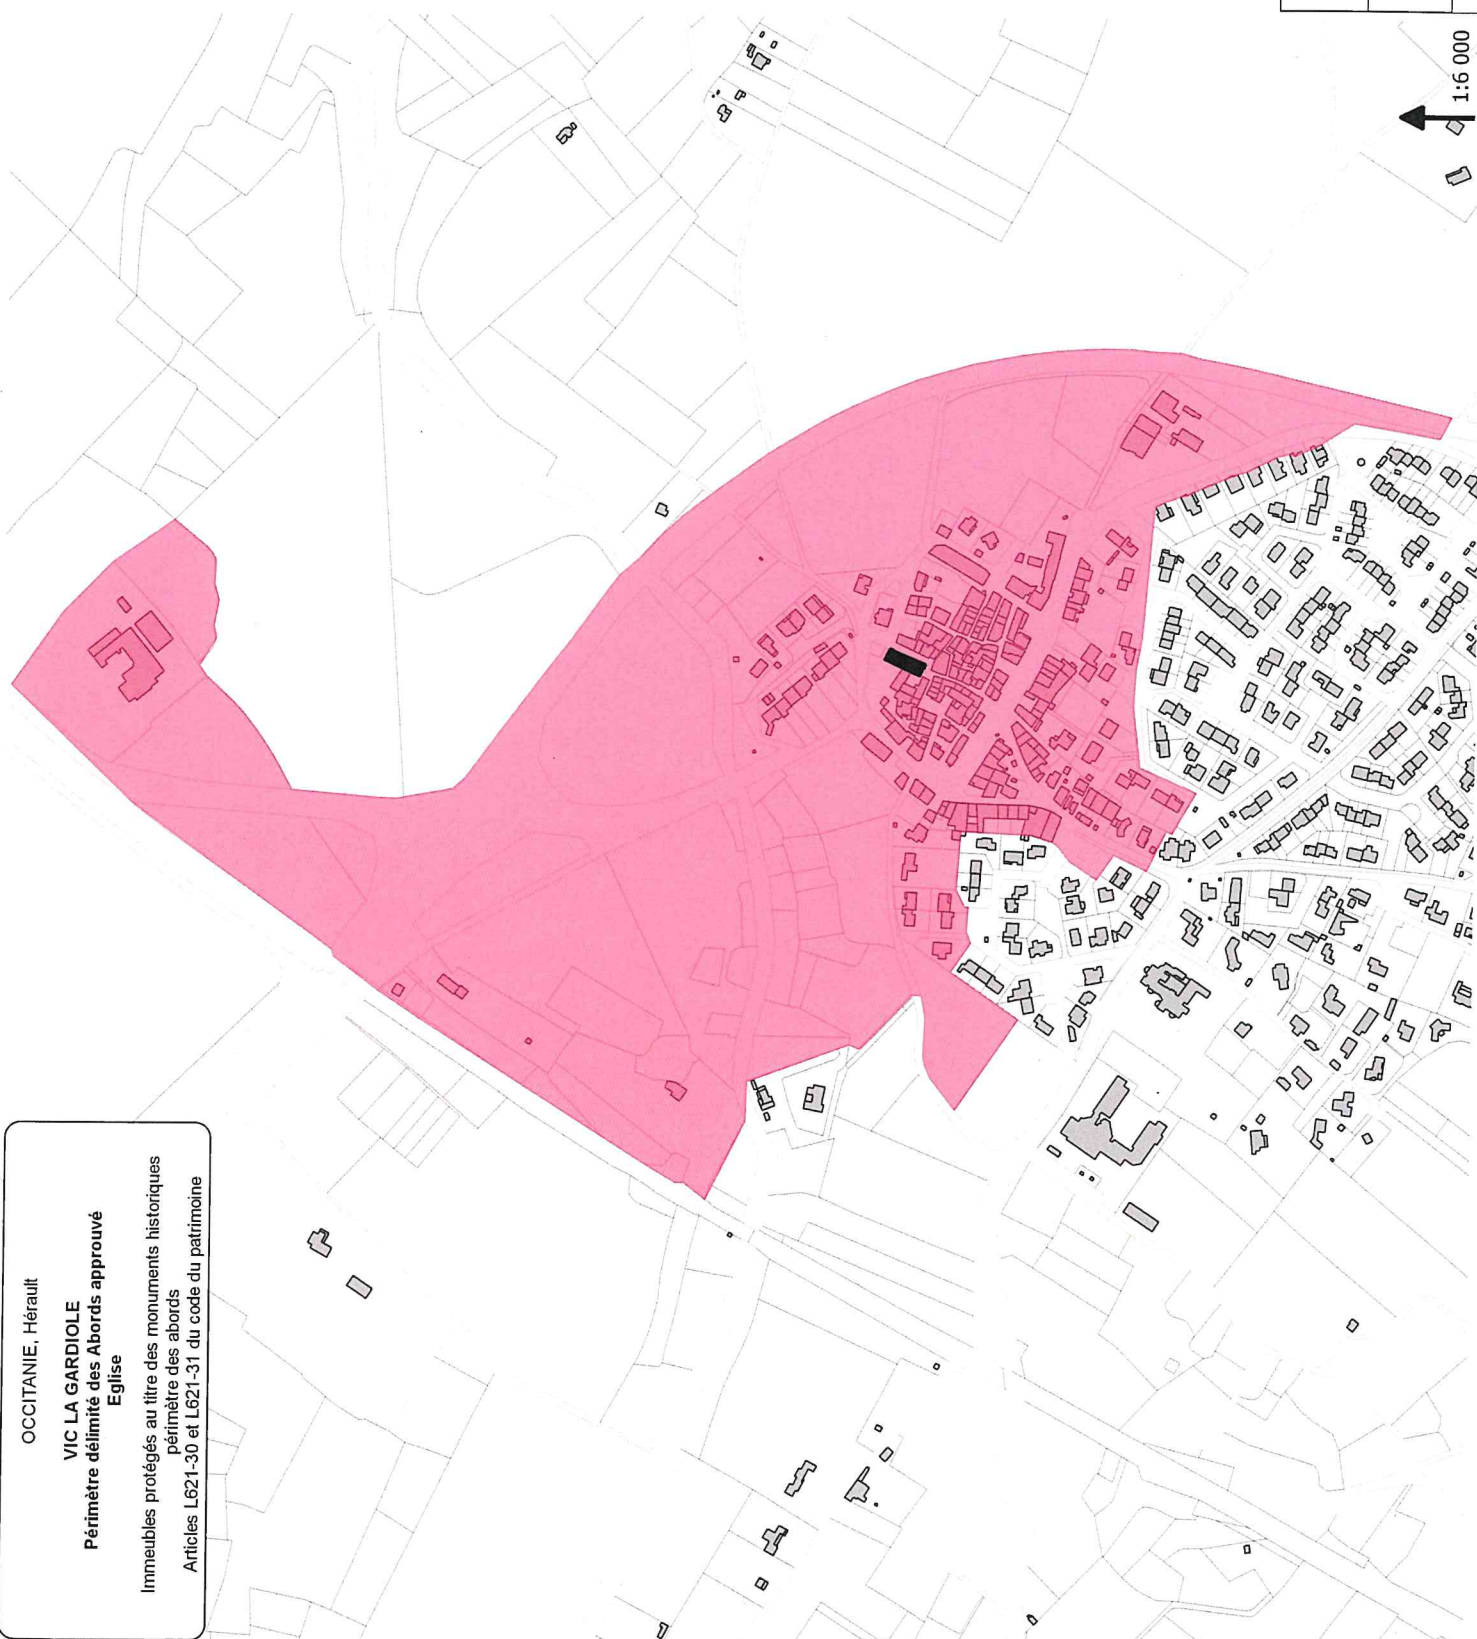 OCCITANIE, Hérault
VIC LA GARDIOLE
Périmètre délimité des Abords approuvé
Eglise
Immeubles protégés au titre des monuments historiques
périmètre des abords
Articles L621-30 et L621-31 du code du patrimoine
1:6 000